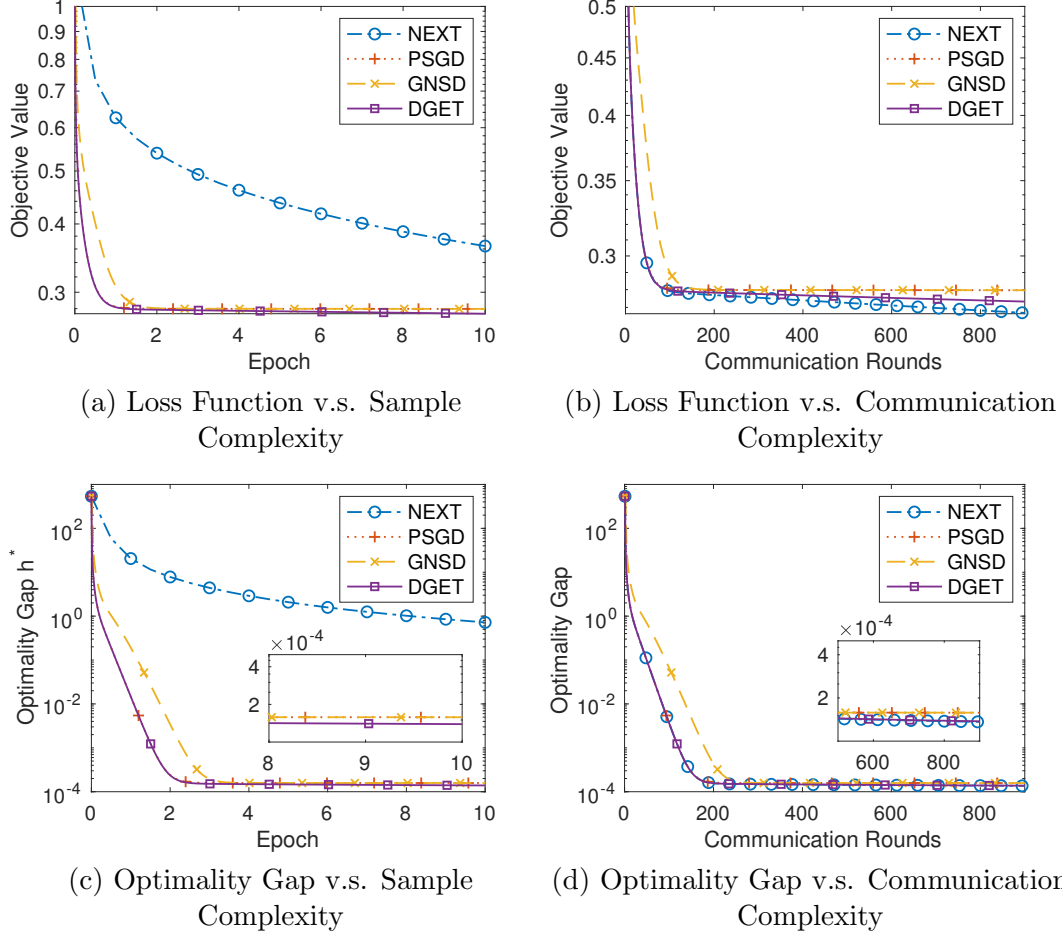 1
0.9
0.8
0.7
0.6
0.5
0.4
0.3
Objective Value
0 2 4 6 8 10
Epoch
NEXT
PSGD
GNSD
DGET
(a) Loss Function v.s. Sample
Complexity
0.5
0.4
0.35
0.3
Objective Value
0 200 400 600 800
Communication Rounds
NEXT
PSGD
GNSD
DGET
(b) Loss Function v.s. Communication
Complexity
10^2
10^0
10^-2
10^-4
Optimality Gap h*
0 2 4 6 8 10
Epoch
NEXT
PSGD
GNSD
DGET
×10^-4
4
2
8 9 10
(c) Optimality Gap v.s. Sample
Complexity
10^2
10^0
10^-2
10^-4
Optimality Gap
0 200 400 600 800
Communication Rounds
NEXT
PSGD
GNSD
DGET
×10^-4
4
2
600 800
(d) Optimality Gap v.s. Communication
Complexity